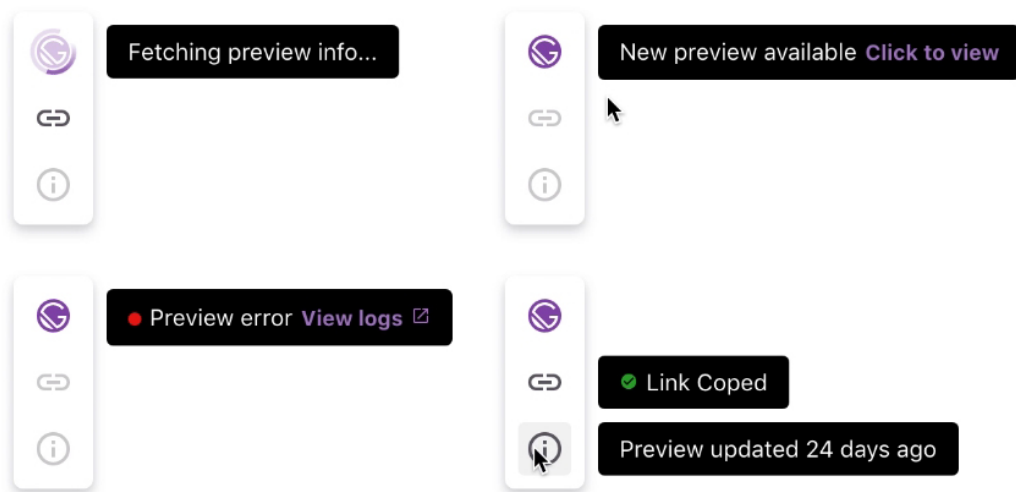 Fetching preview info...
New preview available Click to view
Preview error View logs
Link Coped
Preview updated 24 days ago